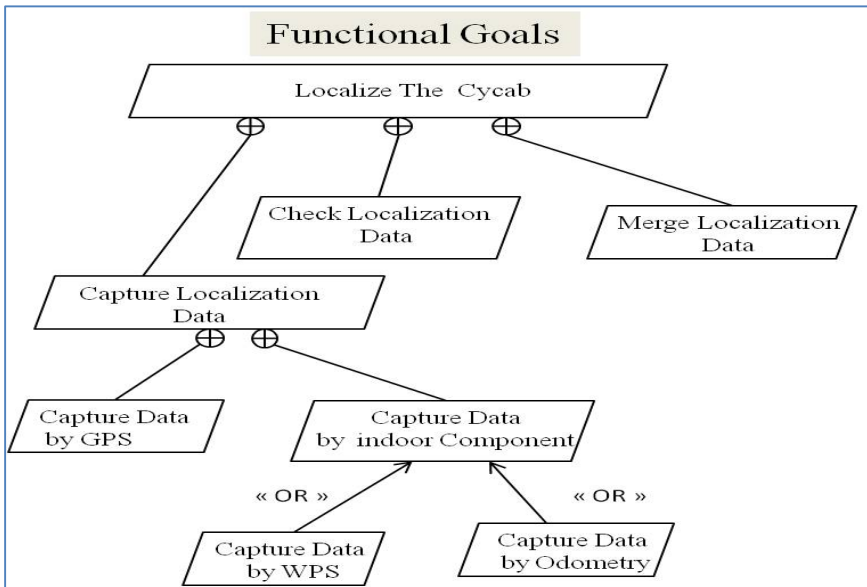 Functional Goals
Localize The Cycab
Check Localization
Data
Merge Localization
Data
Capture Localization
Data
Capture Data
by GPS
Capture Data
by indoor Component
« OR »
« OR »
Capture Data
by WPS
Capture Data
by Odometry